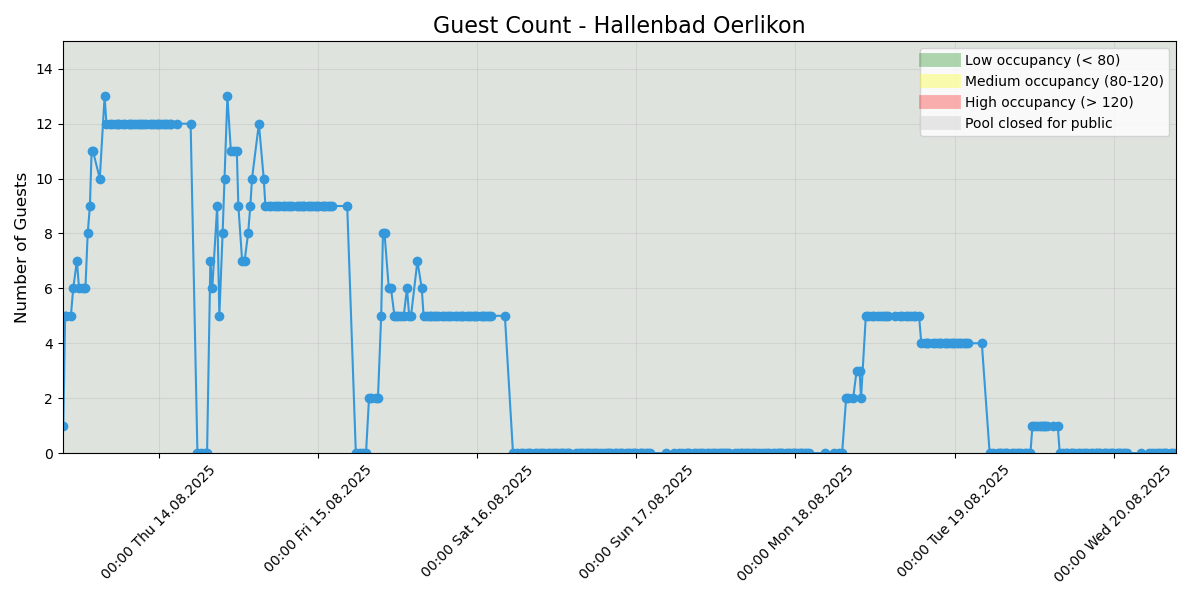 Guest Count - Hallenbad Oerlikon
Number of Guests
14
12
10
8
6
4
2
0
Low occupancy (< 80)
Medium occupancy (80-120)
High occupancy (> 120)
Pool closed for public
00:00 Thu 14.08.2025
00:00 Fri 15.08.2025
00:00 Sat 16.08.2025
00:00 Sun 17.08.2025
00:00 Mon 18.08.2025
00:00 Tue 19.08.2025
00:00 Wed 20.08.2025